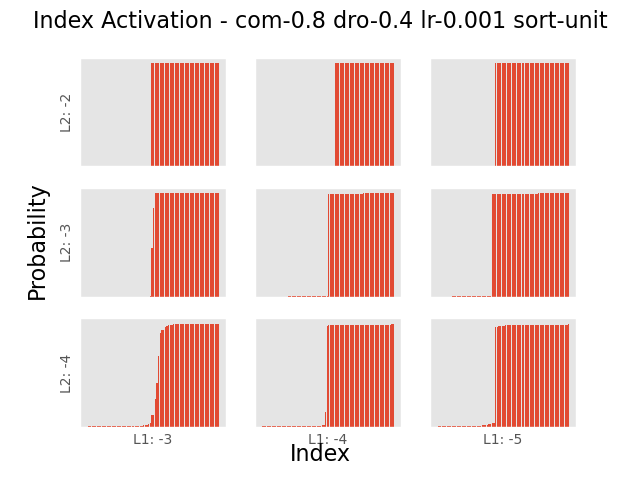 Index Activation - com-0.8 dro-0.4 lr-0.001 sort-unit
L2: -2
Probability
L2: -3
L2: -4
L1: -3
L1: -4
L1: -5
Index